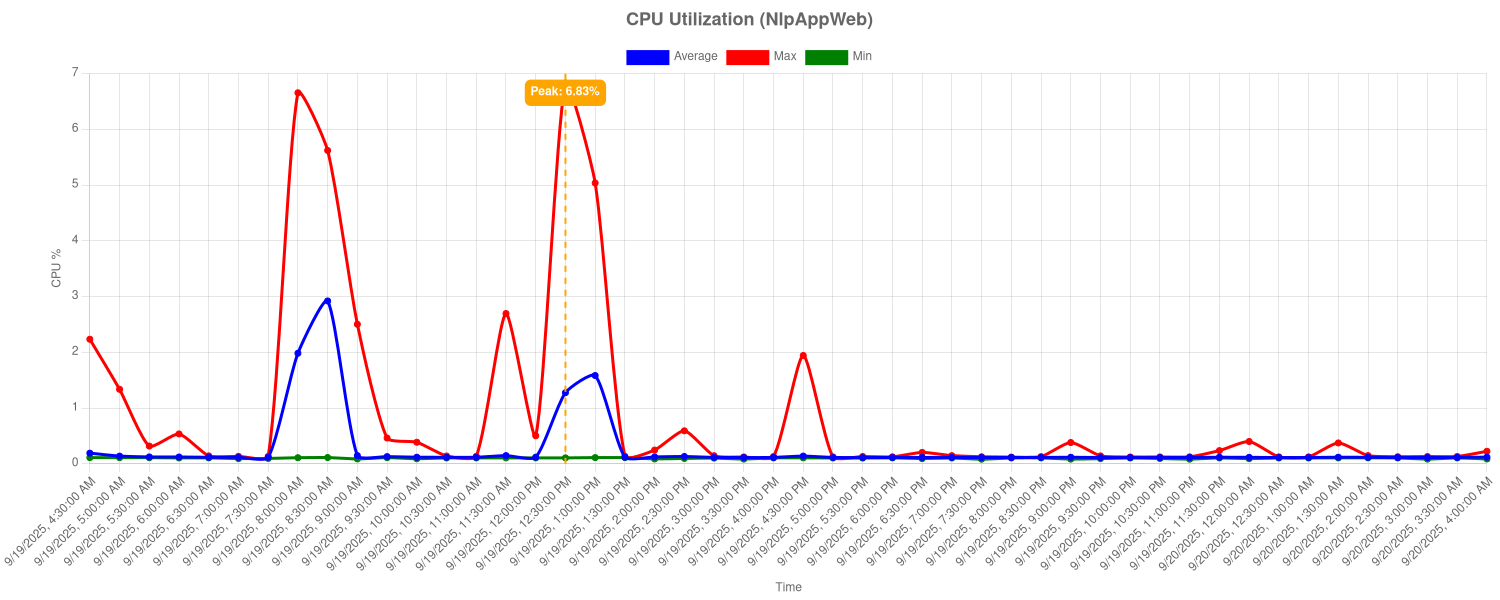 CPU Utilization (NlpAppWeb)
Average Max Min
7
Peak: 6.83%
6
5
4
3
2
1
0
CPU %
9/19/2025, 4:30:00 AM
9/19/2025, 5:00:00 AM
9/19/2025, 5:30:00 AM
9/19/2025, 6:00:00 AM
9/19/2025, 6:30:00 AM
9/19/2025, 7:00:00 AM
9/19/2025, 7:30:00 AM
9/19/2025, 8:00:00 AM
9/19/2025, 8:30:00 AM
9/19/2025, 9:00:00 AM
9/19/2025, 9:30:00 AM
9/19/2025, 10:00:00 AM
9/19/2025, 10:30:00 AM
9/19/2025, 11:00:00 AM
9/19/2025, 11:30:00 AM
9/19/2025, 12:00:00 PM
9/19/2025, 12:30:00 PM
9/19/2025, 1:00:00 PM
9/19/2025, 1:30:00 PM
9/19/2025, 2:00:00 PM
9/19/2025, 2:30:00 PM
9/19/2025, 3:00:00 PM
9/19/2025, 3:30:00 PM
9/19/2025, 4:00:00 PM
9/19/2025, 4:30:00 PM
9/19/2025, 5:00:00 PM
9/19/2025, 5:30:00 PM
9/19/2025, 6:00:00 PM
9/19/2025, 6:30:00 PM
9/19/2025, 7:00:00 PM
9/19/2025, 7:30:00 PM
9/19/2025, 8:00:00 PM
9/19/2025, 8:30:00 PM
9/19/2025, 9:00:00 PM
9/19/2025, 9:30:00 PM
9/19/2025, 10:00:00 PM
9/19/2025, 10:30:00 PM
9/19/2025, 11:00:00 PM
9/19/2025, 11:30:00 PM
9/20/2025, 12:00:00 AM
9/20/2025, 12:30:00 AM
9/20/2025, 1:00:00 AM
9/20/2025, 1:30:00 AM
9/20/2025, 2:00:00 AM
9/20/2025, 2:30:00 AM
9/20/2025, 3:00:00 AM
9/20/2025, 3:30:00 AM
9/20/2025, 4:00:00 AM
Time